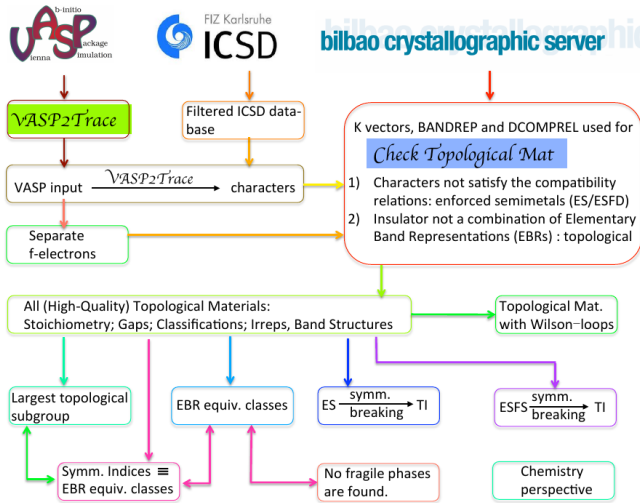 VASP
b-initio
ackage
ienna
imulation
FIZ Karlsruhe
ICSD
bilbao crystallographic server
VASP2Trace
Filtered ICSD data-
base
VASP input
VASP2Trace
characters
Separate
f-electrons
K vectors, BANDREP and DCOMPREL used for
Check Topological Mat
1) Characters not satisfy the compatibility
relations: enforced semimetals (ES/ESFD)
2) Insulator not a combination of Elementary
Band Representations (EBRs) : topological
All (High-Quality) Topological Materials:
Stoichiometry; Gaps; Classifications; Irreps, Band Structures
Topological Mat.
with Wilson−loops
Largest topological
subgroup
EBR equiv. classes
ES symm. breaking TI
ESFS symm. breaking TI
Symm. Indices ≡
EBR equiv. classes
No fragile phases
are found.
Chemistry
perspective